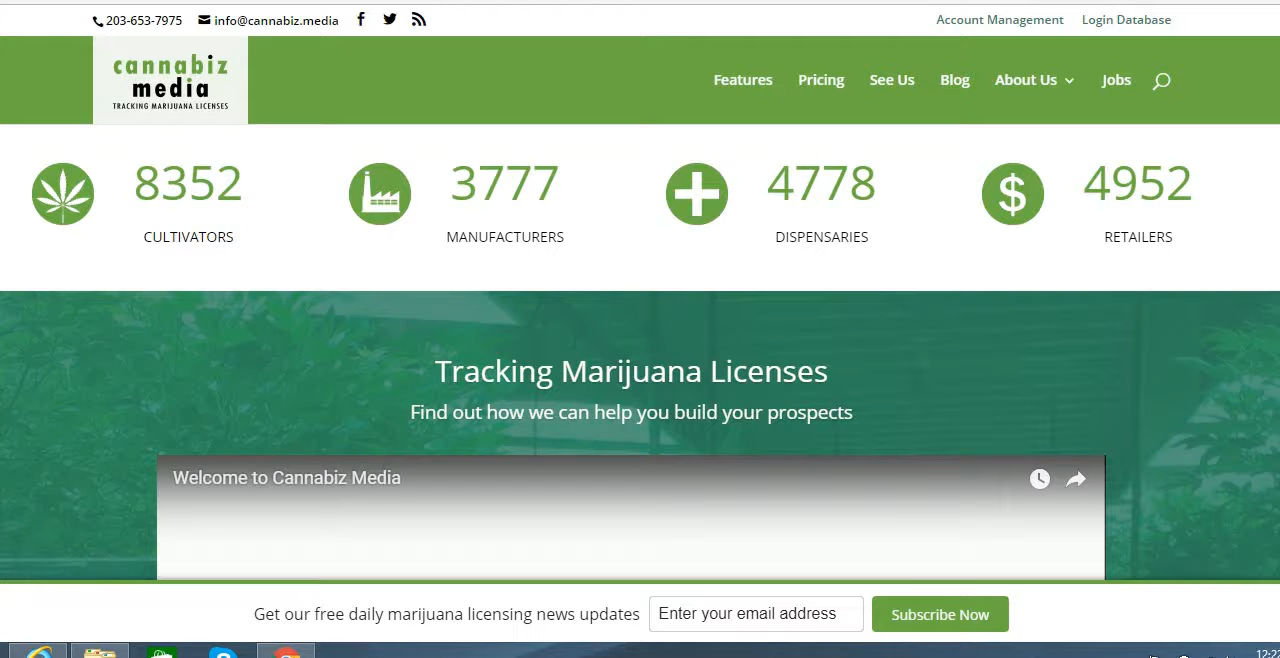 203-653-7975 info@cannabiz.media Account Management Login Database
cannabiz
media
TRACKING MARIJUANA LICENSES
Features Pricing See Us Blog About Us Jobs
8352 3777 4778 4952
CULTIVATORS MANUFACTURERS DISPENSARIES RETAILERS
Tracking Marijuana Licenses
Find out how we can help you build your prospects
Welcome to Cannabiz Media
Get our free daily marijuana licensing news updates Enter your email address Subscribe Now